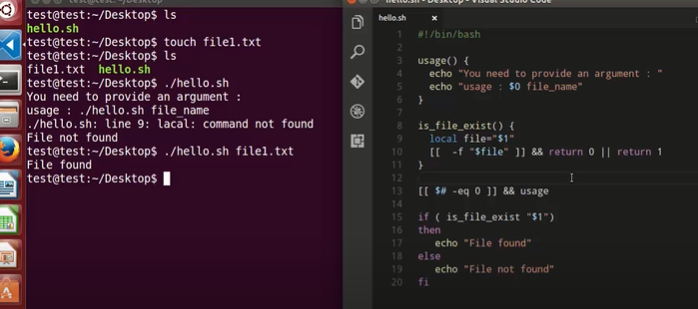 test@test: ~/Desktop
test@test:~/Desktop$ ls
hello.sh
test@test:~/Desktop$ touch file1.txt
test@test:~/Desktop$ ls
file1.txt  hello.sh
test@test:~/Desktop$ ./hello.sh
You need to provide an argument :
usage : ./hello.sh file_name
./hello.sh: line 9: lacal: command not found
File not found
test@test:~/Desktop$ ./hello.sh file1.txt
File found
test@test:~/Desktop$
hello.sh - Desktop - Visual Studio Code
hello.sh ×
1 #!/bin/bash
2
3 usage() {
4 echo "You need to provide an argument : "
5 echo "usage : $0 file_name"
6 }
7
8 is_file_exist() {
9 local file="$1"
10 [[ -f "$file" ]] && return 0 || return 1
11 }
12
13 [[ $# -eq 0 ]] && usage
14
15 if ( is_file_exist "$1")
16 then
17 echo "File found"
18 else
19 echo "File not found"
20 fi